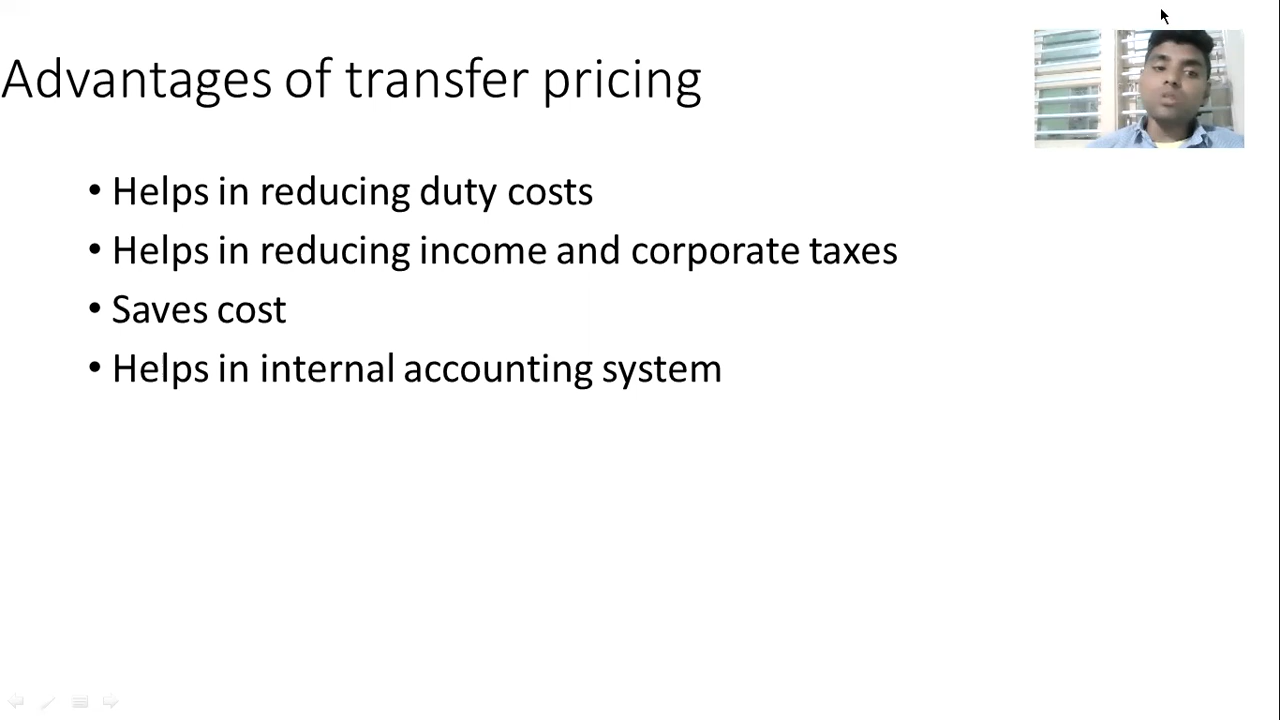 Advantages of transfer pricing
• Helps in reducing duty costs
• Helps in reducing income and corporate taxes
• Saves cost
• Helps in internal accounting system